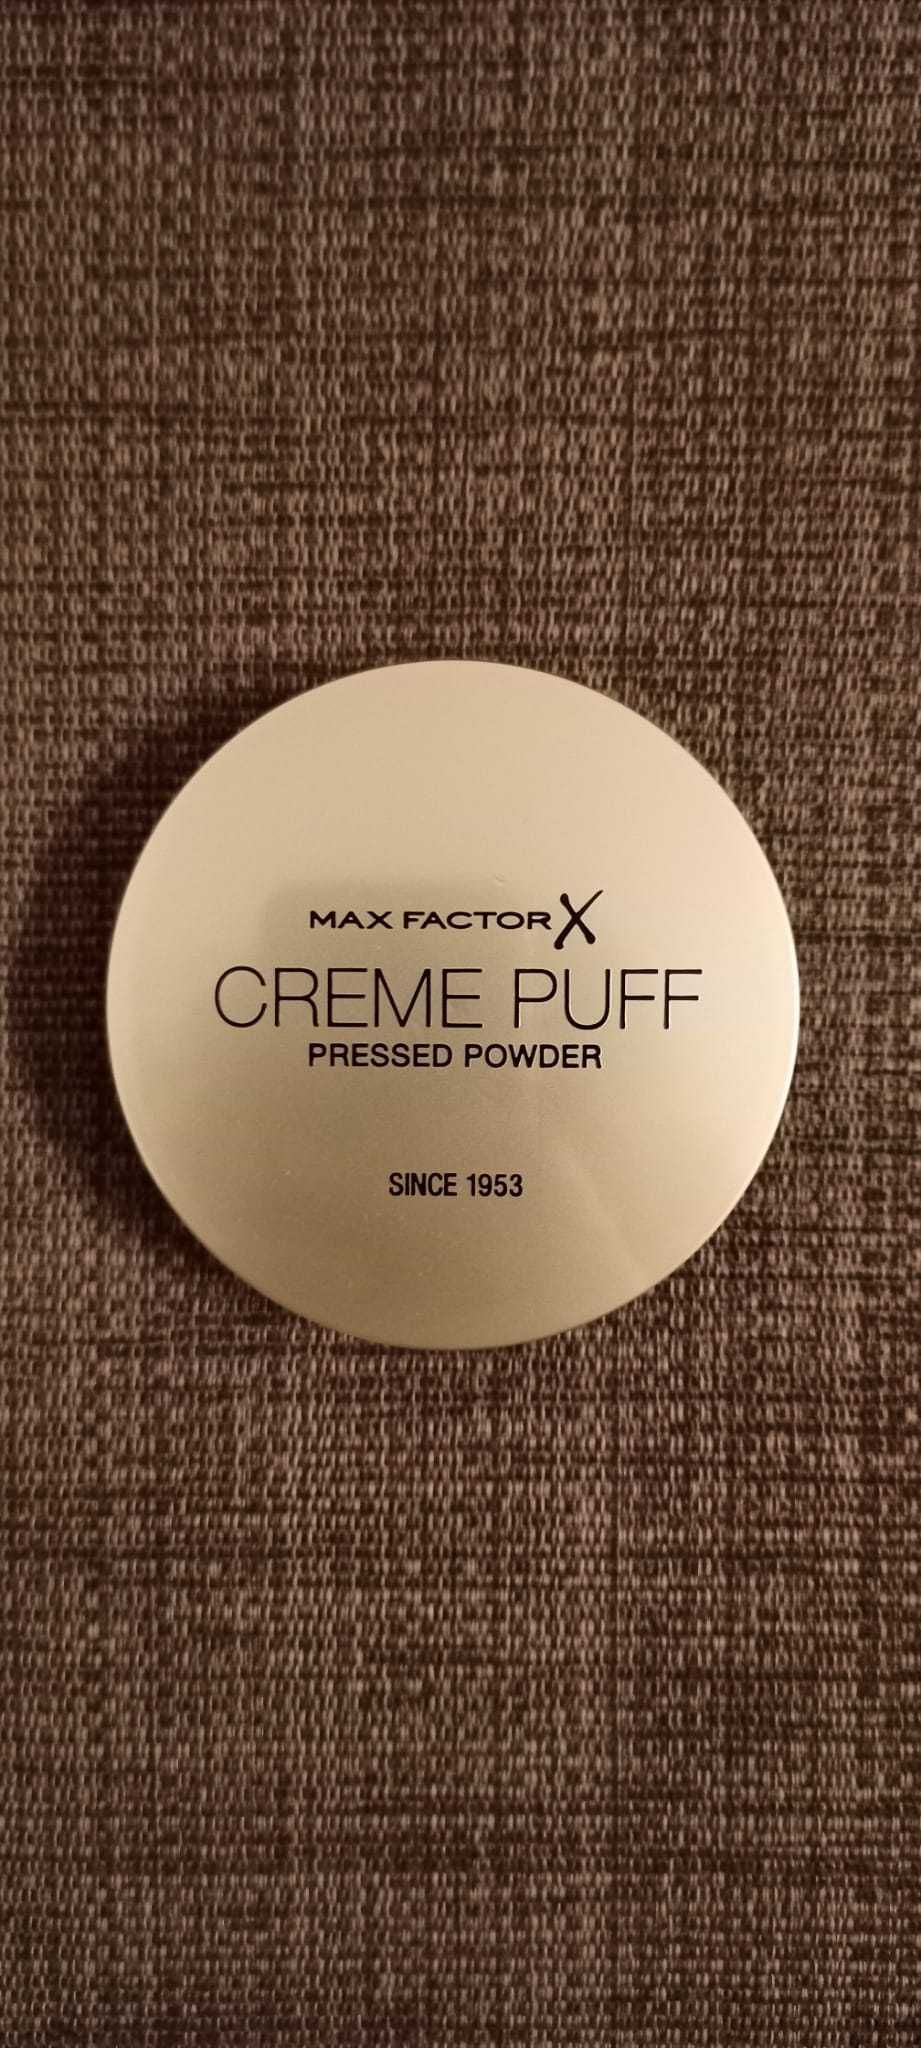 MAX FACTOR X
CREME PUFF
PRESSED POWDER
SINCE 1953